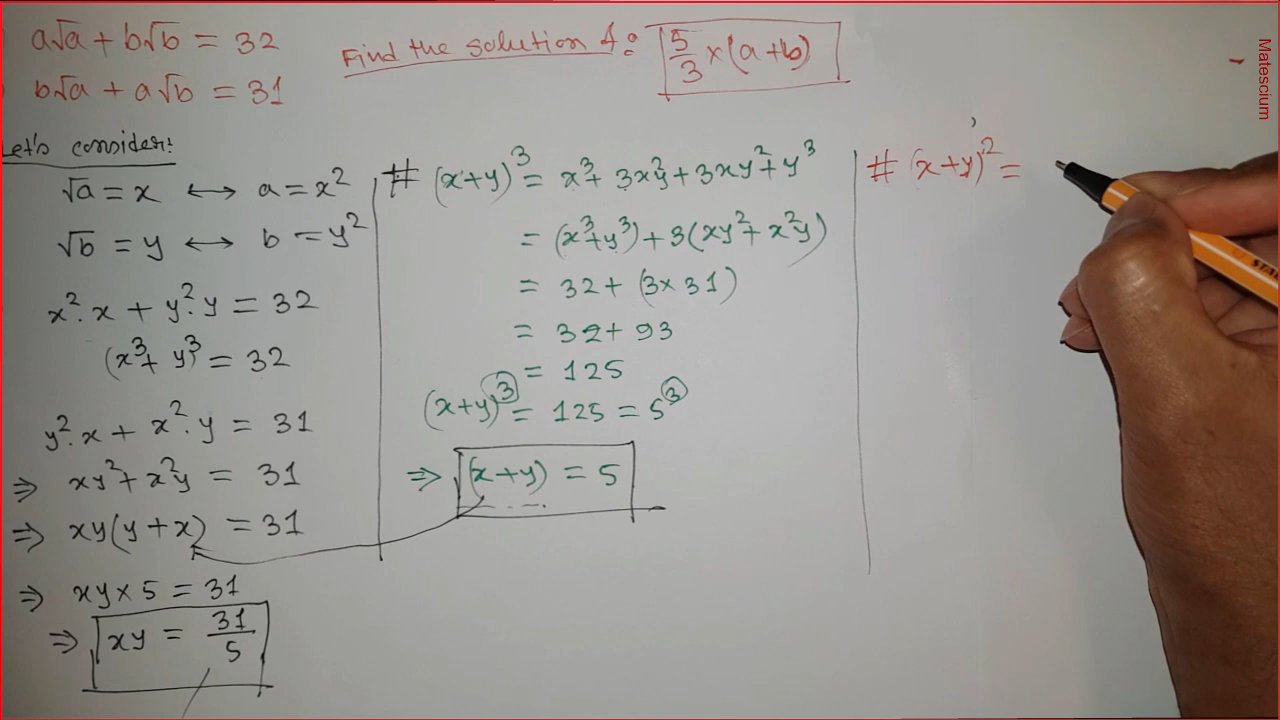 a√a + b√b = 32
b√a + a√b = 31
Find the solution of: 5/3 × (a+b)
Let's consider:
√a = x ↔ a = x²
√b = y ↔ b = y²
x².x + y².y = 32
(x³+ y³) = 32
y².x + x².y = 31
⇒ xy²+ x²y = 31
⇒ xy(y+x) = 31
⇒ xy × 5 = 31
⇒ xy = 31/5
# (x+y)³ = x³+ 3x²y + 3xy²+ y³
= (x³+y³) + 3(xy²+ x²y)
= 32 + (3×31)
= 32 + 93
= 125
(x+y)³ = 125 = 5³
⇒ (x+y) = 5
# (x+y)² =
Matescium